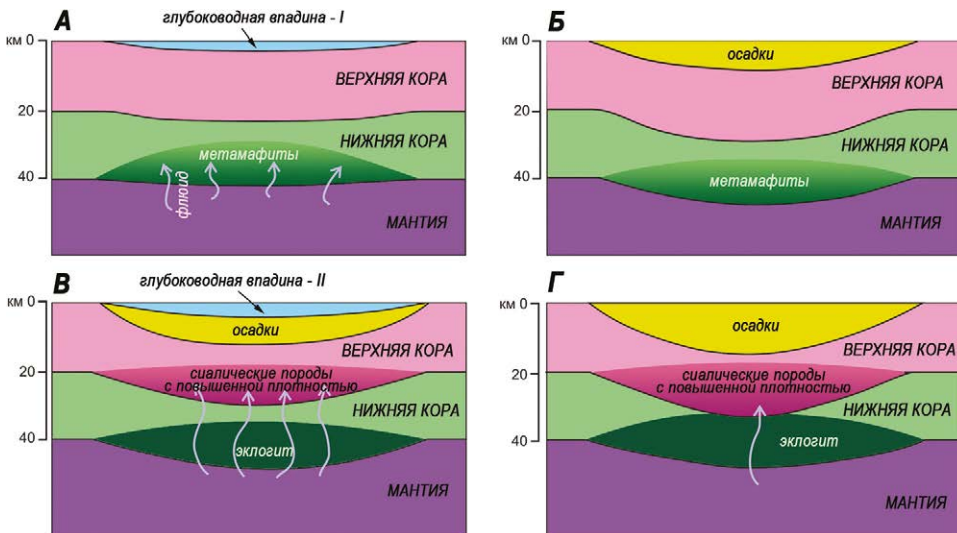 А
глубоководная впадина - I
км 0
ВЕРХНЯЯ КОРА
20
НИЖНЯЯ КОРА
метамафиты
40
флюид
МАНТИЯ
Б
км 0
осадки
ВЕРХНЯЯ КОРА
20
НИЖНЯЯ КОРА
40
метамафиты
МАНТИЯ
В
глубоководная впадина - II
км 0
осадки
ВЕРХНЯЯ КОРА
20
сиалические породы
с повышенной плотностью
НИЖНЯЯ КОРА
40
эклогит
МАНТИЯ
Г
км 0
осадки
ВЕРХНЯЯ КОРА
20
сиалические породы
с повышенной плотностью
НИЖНЯЯ КОРА
40
эклогит
МАНТИЯ